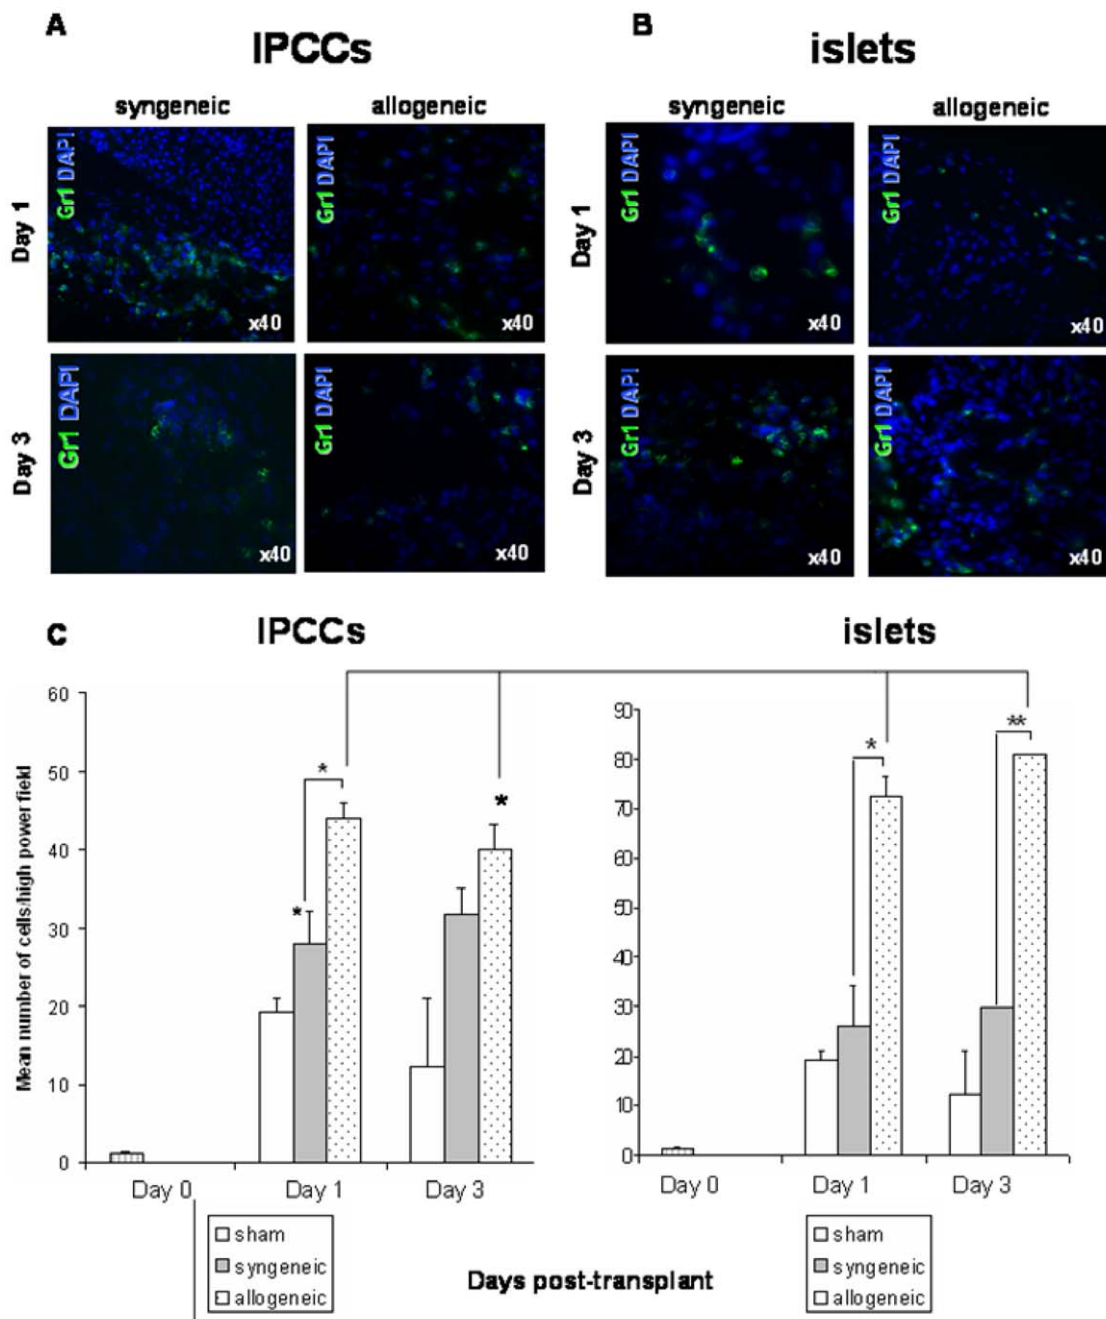 A
IPCCs
syngeneic allogeneic
Day 1
Gr1 DAPI
x40
Gr1 DAPI
x40
Day 3
Gr1 DAPI
x40
Gr1 DAPI
x40
B
islets
syngeneic allogeneic
Day 1
Gr1 DAPI
x40
Gr1 DAPI
x40
Day 3
Gr1 DAPI
x40
Gr1 DAPI
x40
C
IPCCs
Mean number of cells/high power field
60
50
40
30
20
10
0
*
*
*
Day 0 Day 1 Day 3
sham
syngeneic
allogeneic
islets
90
80
70
60
50
40
30
20
10
0
*
**
Day 0 Day 1 Day 3
sham
syngeneic
allogeneic
Days post-transplant